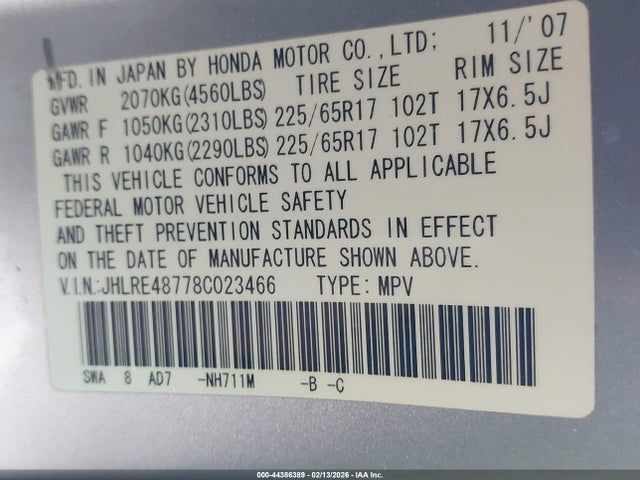 MFD. IN JAPAN BY HONDA MOTOR CO.,LTD; 11/'07
GVWR 2070KG(4560LBS) TIRE SIZE RIM SIZE
GAWR F 1050KG(2310LBS) 225/65R17 102T 17X6.5J
GAWR R 1040KG(2290LBS) 225/65R17 102T 17X6.5J
THIS VEHICLE CONFORMS TO ALL APPLICABLE
FEDERAL MOTOR VEHICLE SAFETY
AND THEFT PREVENTION STANDARDS IN EFFECT
ON THE DATE OF MANUFACTURE SHOWN ABOVE.
V.I.N.:JHLRE48778C023466 TYPE: MPV
SWA 8 AD7 -NH711M -B -C
000-44386389 - 02/13/2026 - IAA Inc.